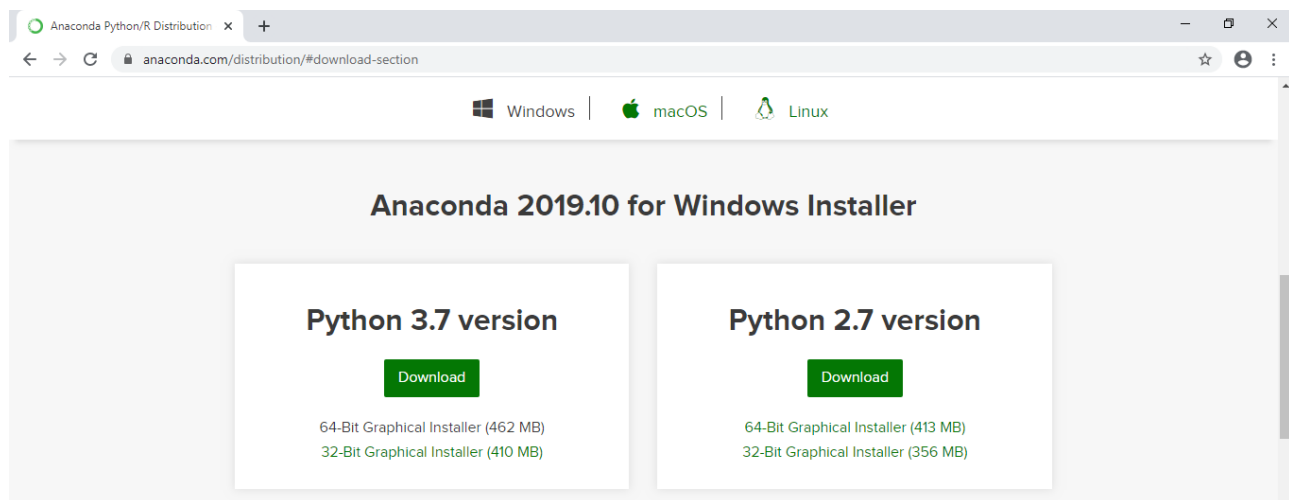 Anaconda Python/R Distribution
anaconda.com/distribution/#download-section
Windows macOS Linux
Anaconda 2019.10 for Windows Installer
Python 3.7 version
Download
64-Bit Graphical Installer (462 MB)
32-Bit Graphical Installer (410 MB)
Python 2.7 version
Download
64-Bit Graphical Installer (413 MB)
32-Bit Graphical Installer (356 MB)